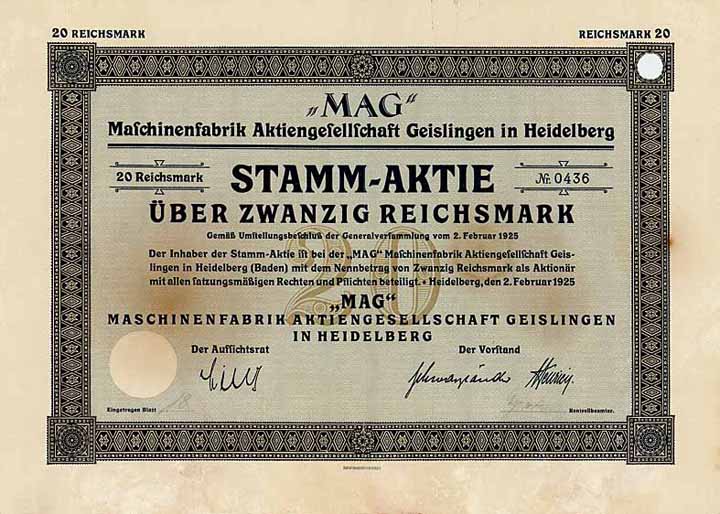 20 REICHSMARK
REICHSMARK 20
„MAG“
Maſchinenfabrik Aktiengeſellſchaft Geislingen in Heidelberg
20 Reichsmark
STAMM-AKTIE
№ 0436
ÜBER ZWANZIG REICHSMARK
Gemäß Umſtellungsbeſchluß der Generalverſammlung vom 2. Februar 1925
20
Der Inhaber der Stamm-Aktie iſt bei der „MAG“ Maſchinenfabrik Aktiengeſellſchaft Geis-
lingen in Heidelberg (Baden) mit dem Nennbetrag von Zwanzig Reichsmark als Aktionär
mit allen ſatzungsmäßigen Rechten und Pflichten beteiligt. * Heidelberg, den 2. Februar 1925
„MAG“
MASCHINENFABRIK AKTIENGESELLSCHAFT GEISLINGEN
IN HEIDELBERG
Der Aufſichtsrat
Der Vorſtand
Eingetragen Blatt 18
Kontrollbeamter.